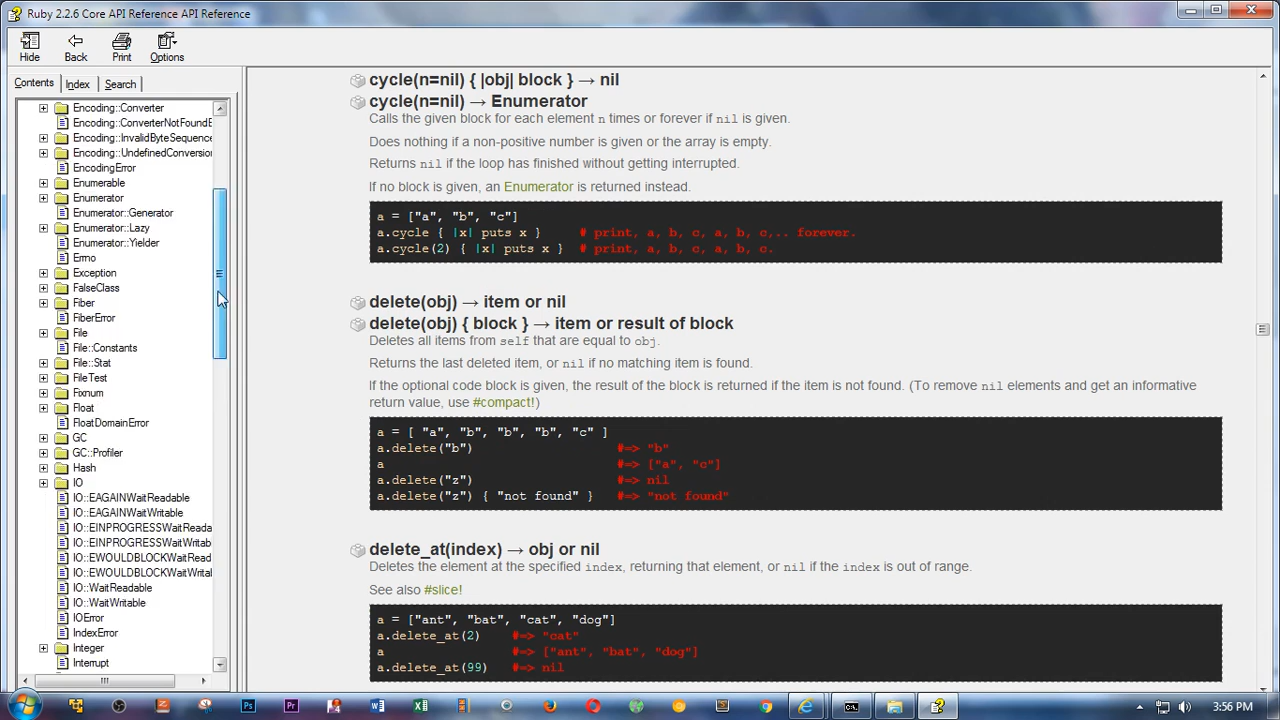 Ruby 2.2.6 Core API Reference API Reference
Hide Back Print Options
Contents Index Search
Encoding::Converter
Encoding::ConverterNotFoundE
Encoding::InvalidByteSequence
Encoding::UndefinedConversion
EncodingError
Enumerable
Enumerator
Enumerator::Generator
Enumerator::Lazy
Enumerator::Yielder
Errno
Exception
FalseClass
Fiber
FiberError
File
File::Constants
File::Stat
FileTest
Fixnum
Float
FloatDomainError
GC
GC::Profiler
Hash
IO
IO::EAGAINWaitReadable
IO::EAGAINWaitWritable
IO::EINPROGRESSWaitReada
IO::EINPROGRESSWaitWritab
IO::EWOULDBLOCKWaitRead
IO::EWOULDBLOCKWaitWrital
IO::WaitReadable
IO::WaitWritable
IOError
IndexError
Integer
Interrupt
cycle(n=nil) { |obj| block } → nil
cycle(n=nil) → Enumerator
Calls the given block for each element n times or forever if nil is given.
Does nothing if a non-positive number is given or the array is empty.
Returns nil if the loop has finished without getting interrupted.
If no block is given, an Enumerator is returned instead.
a = ["a", "b", "c"]
a.cycle { |x| puts x } # print, a, b, c, a, b, c,.. forever.
a.cycle(2) { |x| puts x } # print, a, b, c, a, b, c.
delete(obj) → item or nil
delete(obj) { block } → item or result of block
Deletes all items from self that are equal to obj.
Returns the last deleted item, or nil if no matching item is found.
If the optional code block is given, the result of the block is returned if the item is not found. (To remove nil elements and get an informative
return value, use #compact!)
a = [ "a", "b", "b", "b", "c" ]
a.delete("b") #=> "b"
a #=> ["a", "c"]
a.delete("z") #=> nil
a.delete("z") { "not found" } #=> "not found"
delete_at(index) → obj or nil
Deletes the element at the specified index, returning that element, or nil if the index is out of range.
See also #slice!
a = ["ant", "bat", "cat", "dog"]
a.delete_at(2) #=> "cat"
a #=> ["ant", "bat", "dog"]
a.delete_at(99) #=> nil
3:56 PM